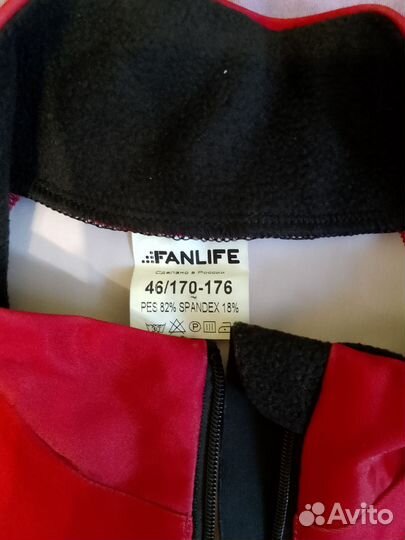 FANLIFE
Сделано в России
46/170-176
PES 82% SPANDEX 18%
Avito